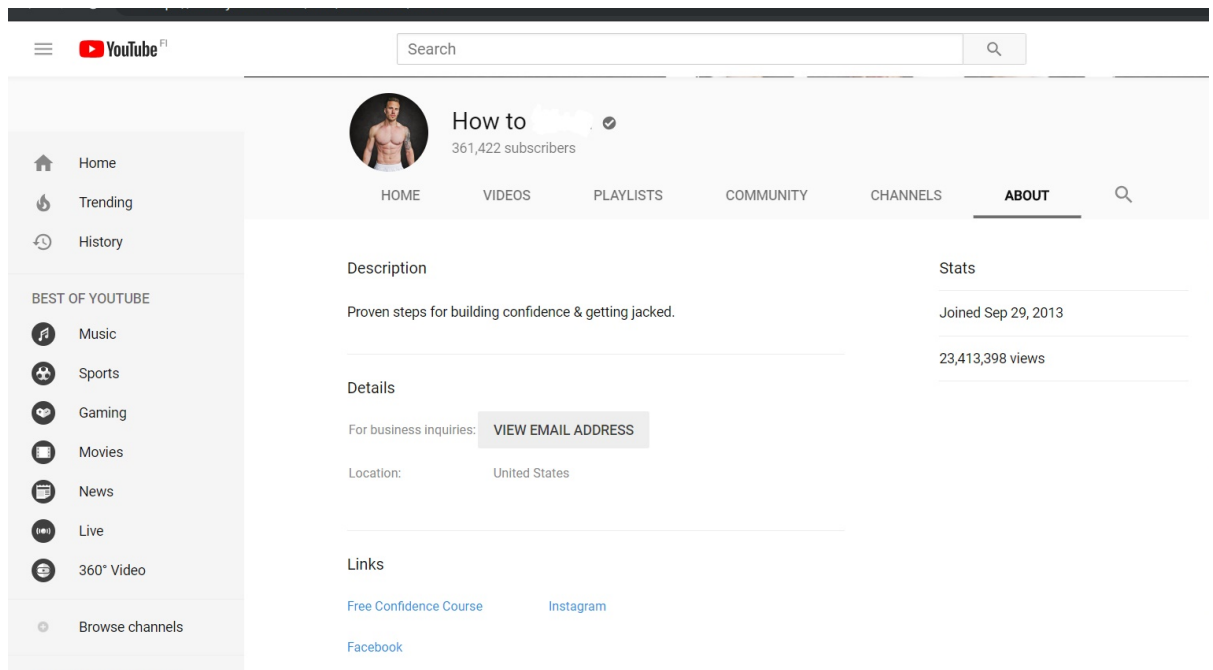 YouTube FI
Search
How to
361,422 subscribers
HOME VIDEOS PLAYLISTS COMMUNITY CHANNELS ABOUT
Home
Trending
History
BEST OF YOUTUBE
Music
Sports
Gaming
Movies
News
Live
360° Video
Browse channels
Description
Proven steps for building confidence & getting jacked.
Details
For business inquiries: VIEW EMAIL ADDRESS
Location: United States
Links
Free Confidence Course Instagram
Facebook
Stats
Joined Sep 29, 2013
23,413,398 views